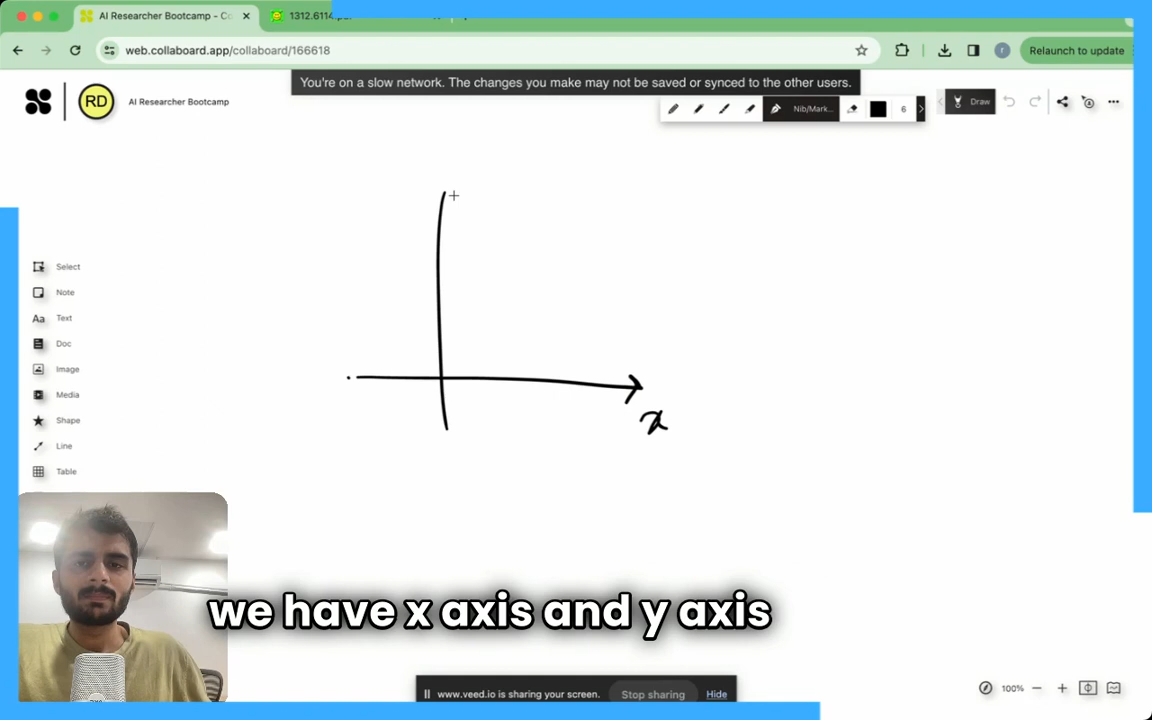 AI Researcher Bootcamp - Co
1312.6114.pdf
web.collaboard.app/collaboard/166618
Relaunch to update
You're on a slow network. The changes you make may not be saved or synced to the other users.
RD
AI Researcher Bootcamp
Nib/Mark...
6
Draw
Select
Note
Aa Text
Doc
Image
Media
Shape
Line
Table
x
we have x axis and y axis
www.veed.io is sharing your screen.
Stop sharing
Hide
100%